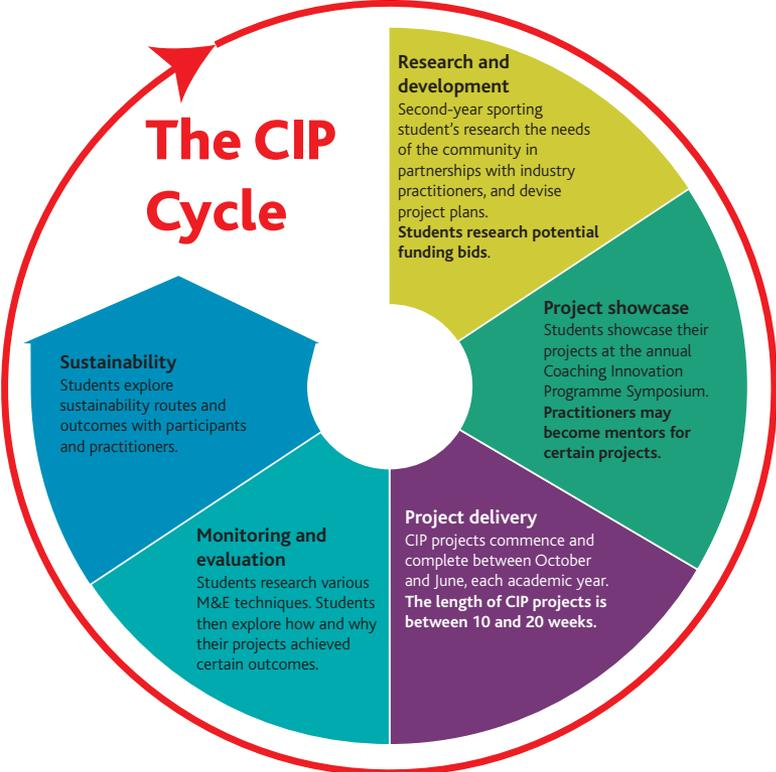 The CIP
Cycle
Research and
development
Second-year sporting
student's research the needs
of the community in
partnerships with industry
practitioners, and devise
project plans.
Students research potential
funding bids.
Project showcase
Students showcase their
projects at the annual
Coaching Innovation
Programme Symposium.
Practitioners may
become mentors for
certain projects.
Project delivery
CIP projects commence and
complete between October
and June, each academic year.
The length of CIP projects is
between 10 and 20 weeks.
Monitoring and
evaluation
Students research various
M&E techniques. Students
then explore how and why
their projects achieved
certain outcomes.
Sustainability
Students explore
sustainability routes and
outcomes with participants
and practitioners.